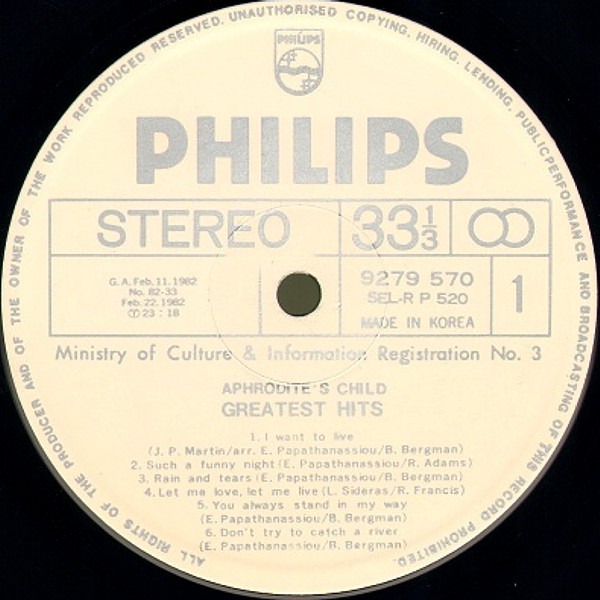 ALL RIGHTS OF THE PRODUCER AND OF THE OWNER OF THE WORK REPRODUCED RESERVED. UNAUTHORISED COPYING, HIRING, LENDING, PUBLIC PERFORMANCE AND BROADCASTING OF THIS RECORD PROHIBITED.
PHILIPS
PHILIPS
STEREO
33 1/3
G.A. Feb. 11. 1982
No. 82-33
Feb. 22. 1982
Ⓟ 23 : 18
9279 570
SEL-R P 520
MADE IN KOREA
1
Ministry of Culture & Information Registration No. 3
APHRODITE'S CHILD
GREATEST HITS
1. I want to live
(J. P. Martin/arr. E. Papathanassiou/B. Bergman)
2. Such a funny night (E. Papathanassiou/R. Adams)
3. Rain and tears (E. Papathanassiou/B. Bergman)
4. Let me love, let me live (L. Sideras/R. Francis)
5. You always stand in my way
(E. Papathanassiou/B. Bergman)
6. Don't try to catch a river
(E. Papathanassiou/B. Bergman)